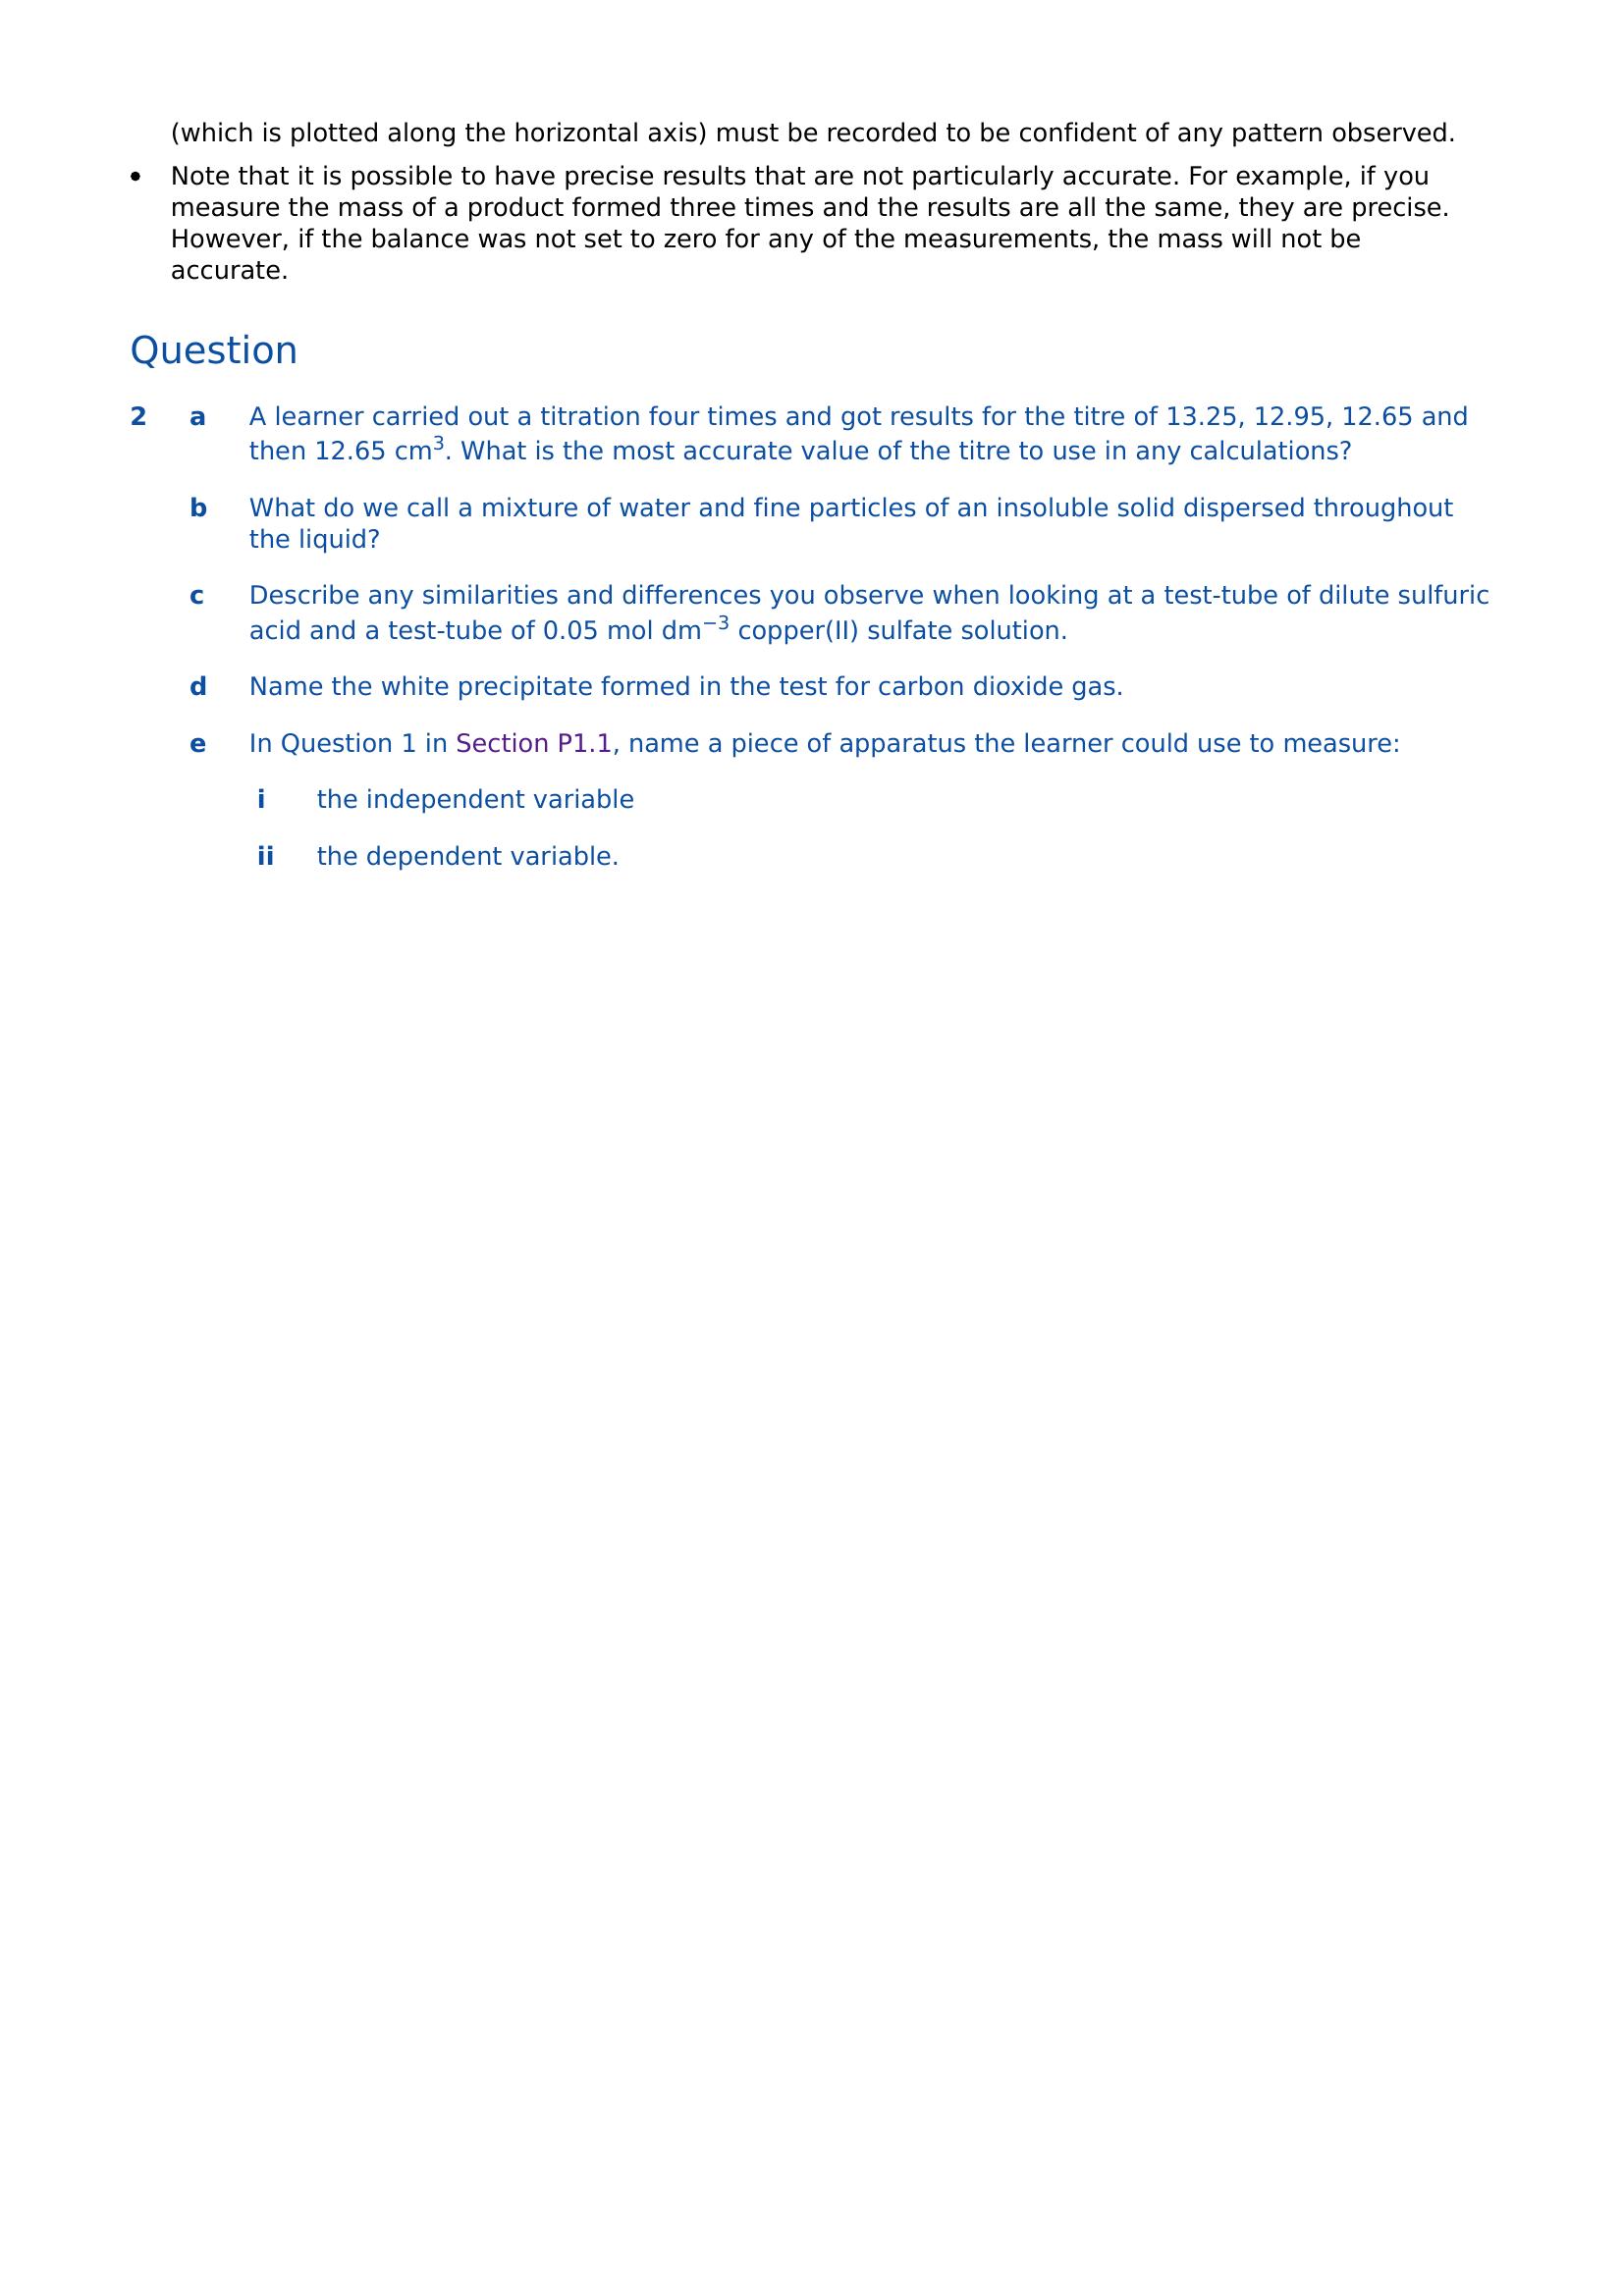 (which is plotted along the horizontal axis) must be recorded to be confident of any pattern observed.
• Note that it is possible to have precise results that are not particularly accurate. For example, if you
measure the mass of a product formed three times and the results are all the same, they are precise.
However, if the balance was not set to zero for any of the measurements, the mass will not be
accurate.
Question
2 a A learner carried out a titration four times and got results for the titre of 13.25, 12.95, 12.65 and
then 12.65 cm³. What is the most accurate value of the titre to use in any calculations?
b What do we call a mixture of water and fine particles of an insoluble solid dispersed throughout
the liquid?
c Describe any similarities and differences you observe when looking at a test-tube of dilute sulfuric
acid and a test-tube of 0.05 mol dm⁻³ copper(II) sulfate solution.
d Name the white precipitate formed in the test for carbon dioxide gas.
e In Question 1 in Section P1.1, name a piece of apparatus the learner could use to measure:
i the independent variable
ii the dependent variable.